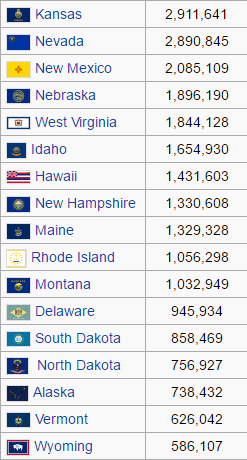 Kansas 2,911,641
Nevada 2,890,845
New Mexico 2,085,109
Nebraska 1,896,190
West Virginia 1,844,128
Idaho 1,654,930
Hawaii 1,431,603
New Hampshire 1,330,608
Maine 1,329,328
Rhode Island 1,056,298
Montana 1,032,949
Delaware 945,934
South Dakota 858,469
North Dakota 756,927
Alaska 738,432
Vermont 626,042
Wyoming 586,107